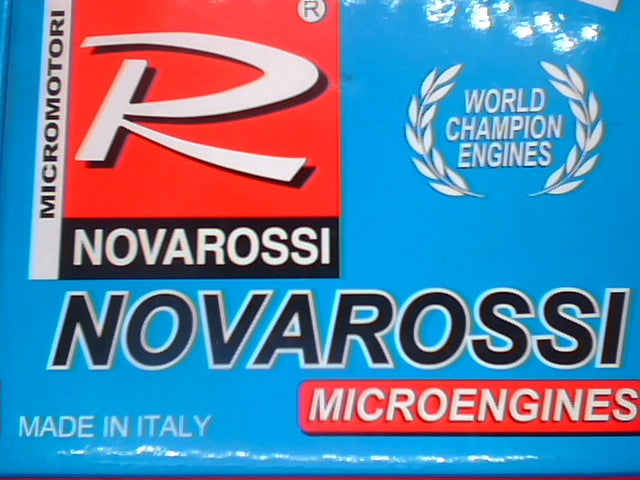 MICROMOTORI
R
®
NOVAROSSI
WORLD
CHAMPION
ENGINES
NOVAROSSI
MICROENGINES
MADE IN ITALY